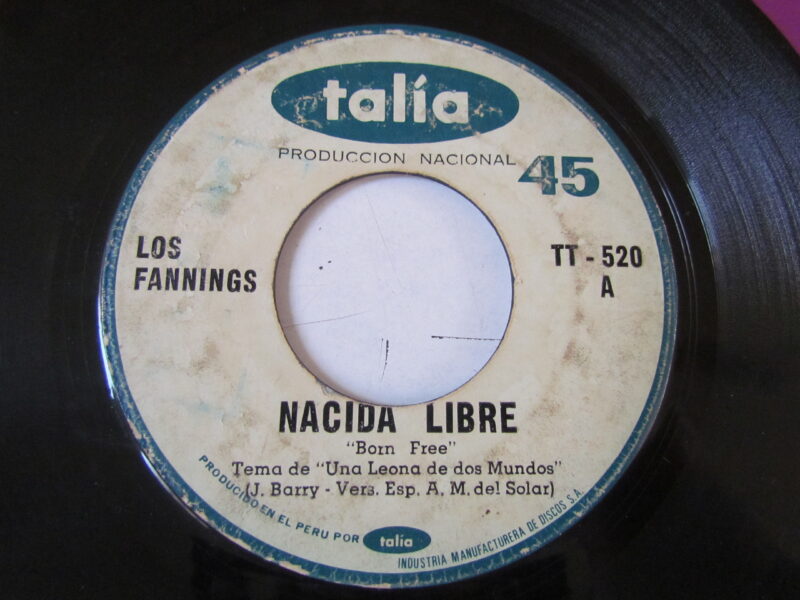 talía
PRODUCCION NACIONAL
45
LOS
FANNINGS
TT - 520
A
NACIDA LIBRE
"Born Free"
Tema de "Una Leona de dos Mundos"
(J. Barry - Vers. Esp. A. M. del Solar)
PRODUCIDO EN EL PERU POR talía INDUSTRIA MANUFACTURERA DE DISCOS S.A.